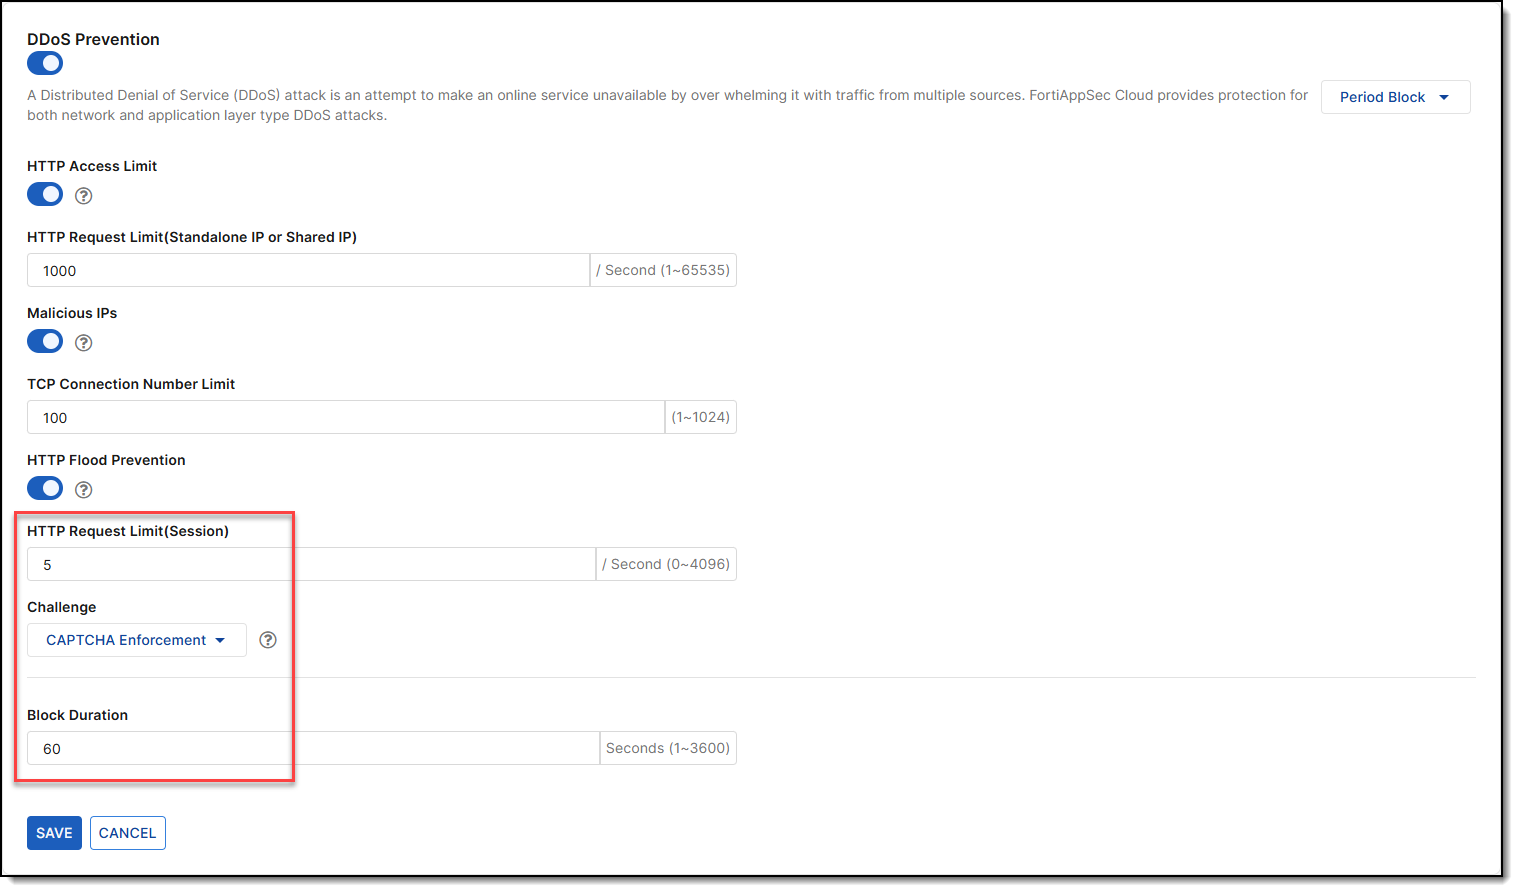 DDoS Prevention
A Distributed Denial of Service (DDoS) attack is an attempt to make an online service unavailable by over whelming it with traffic from multiple sources. FortiAppSec Cloud provides protection for
both network and application layer type DDoS attacks.
Period Block
HTTP Access Limit
?
HTTP Request Limit(Standalone IP or Shared IP)
1000 / Second (1~65535)
Malicious IPs
?
TCP Connection Number Limit
100 (1~1024)
HTTP Flood Prevention
?
HTTP Request Limit(Session)
5 / Second (0~4096)
Challenge
CAPTCHA Enforcement ?
Block Duration
60 Seconds (1~3600)
SAVE CANCEL